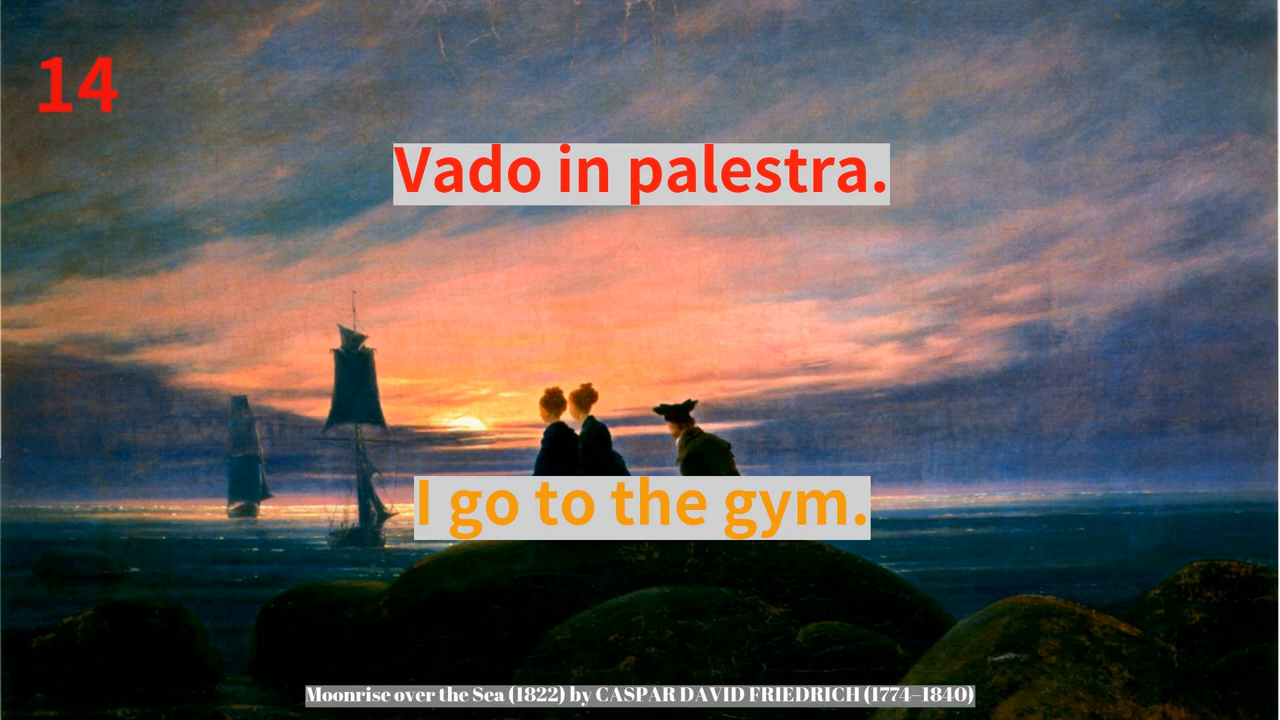 14
Vado in palestra.
I go to the gym.
Moonrise over the Sea (1822) by CASPAR DAVID FRIEDRICH (1774–1840)